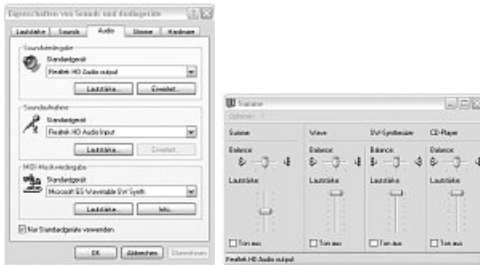 Eigenschaften von Sounds und Audiogeräte
Lautstärke Sounds Audio Stimme Hardware
Soundwiedergabe
Standardgerät:
Realtek HD Audio output
Lautstärke... Erweitert...
Soundaufnahme
Standardgerät:
Realtek HD Audio Input
Lautstärke... Erweitert...
MIDI-Musikwiedergabe
Standardgerät:
Microsoft GS Wavetable SW Synth
Lautstärke... Info...
Nur Standardgeräte verwenden
OK Abbrechen Übernehmen
Summe
Optionen ?
Summe Wave SW-Synthesizer CD-Player
Balance: Balance: Balance: Balance:
Lautstärke: Lautstärke: Lautstärke: Lautstärke:
Ton aus Ton aus Ton aus Ton aus
Realtek HD Audio output